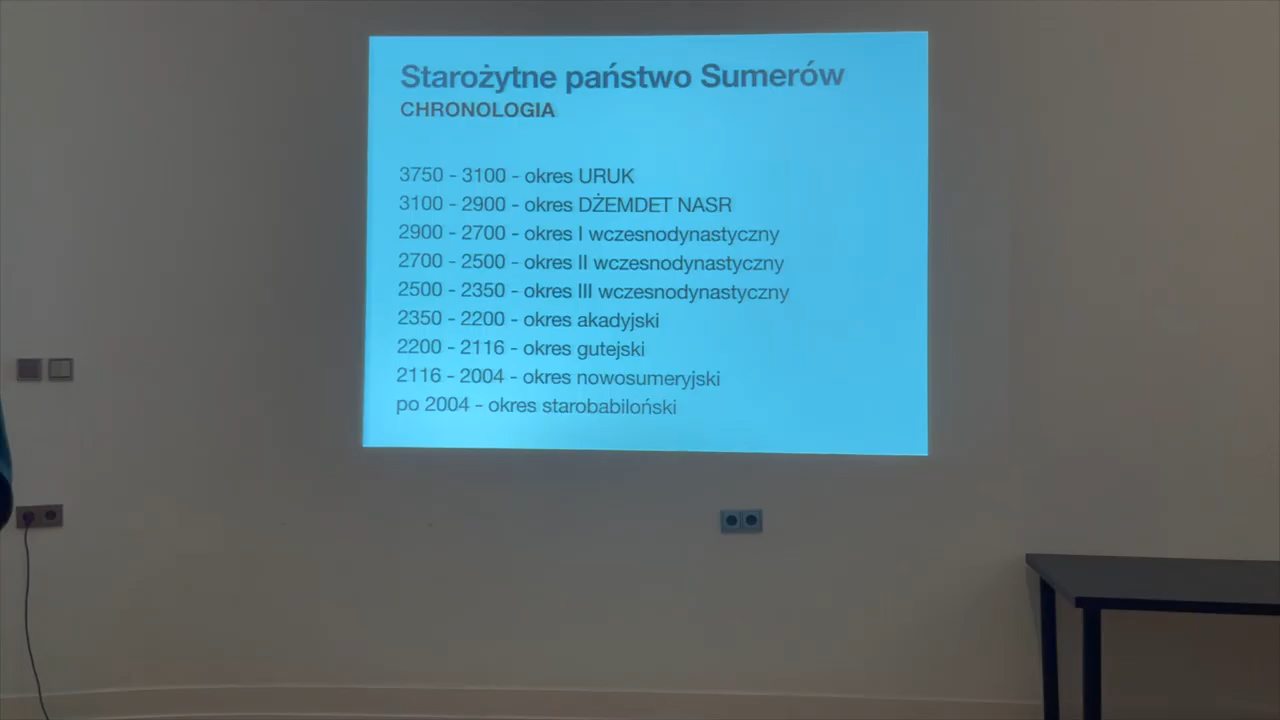 Starożytne państwo Sumerów
CHRONOLOGIA
3750 - 3100 - okres URUK
3100 - 2900 - okres DŻEMDET NASR
2900 - 2700 - okres I wczesnodynastyczny
2700 - 2500 - okres II wczesnodynastyczny
2500 - 2350 - okres III wczesnodynastyczny
2350 - 2200 - okres akadyjski
2200 - 2116 - okres gutejski
2116 - 2004 - okres nowosumeryjski
po 2004 - okres starobabiloński